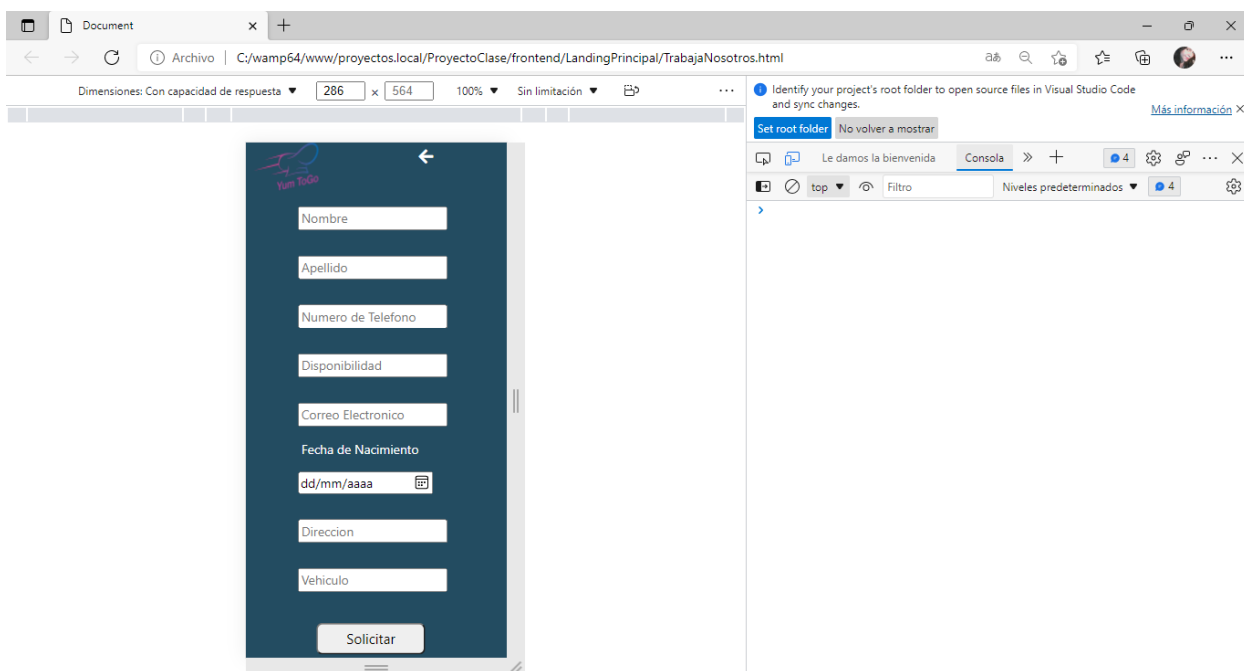 Document
Archivo | C:/wamp64/www/proyectos.local/ProyectoClase/frontend/LandingPrincipal/TrabajaNosotros.html
aあ
Dimensiones: Con capacidad de respuesta ▼ 286 x 564 100% ▼ Sin limitación ▼
Yum ToGo
Nombre
Apellido
Numero de Telefono
Disponibilidad
Correo Electronico
Fecha de Nacimiento
dd/mm/aaaa
Direccion
Vehiculo
Solicitar
Identify your project's root folder to open source files in Visual Studio Code
and sync changes.
Más información
Set root folder No volver a mostrar
Le damos la bienvenida Consola 4
top ▼ Filtro Niveles predeterminados ▼ 4